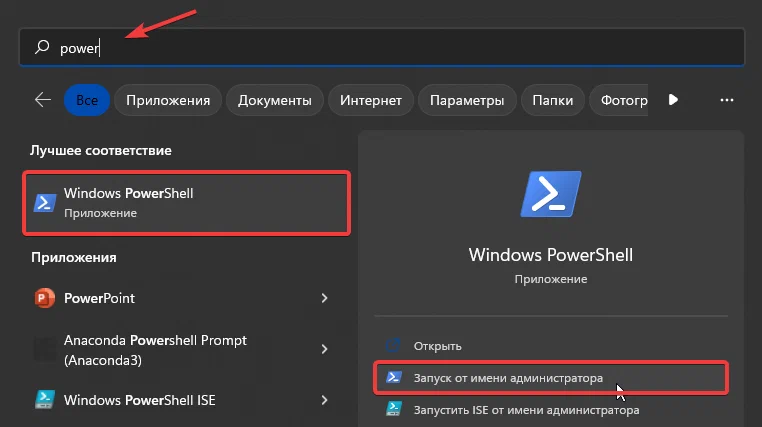 power
Все
Приложения
Документы
Интернет
Параметры
Папки
Фотогр
Лучшее соответствие
Windows PowerShell
Приложение
Приложения
PowerPoint
Anaconda Powershell Prompt
(Anaconda3)
Windows PowerShell ISE
Windows PowerShell
Приложение
Открыть
Запуск от имени администратора
Запустить ISE от имени администратора